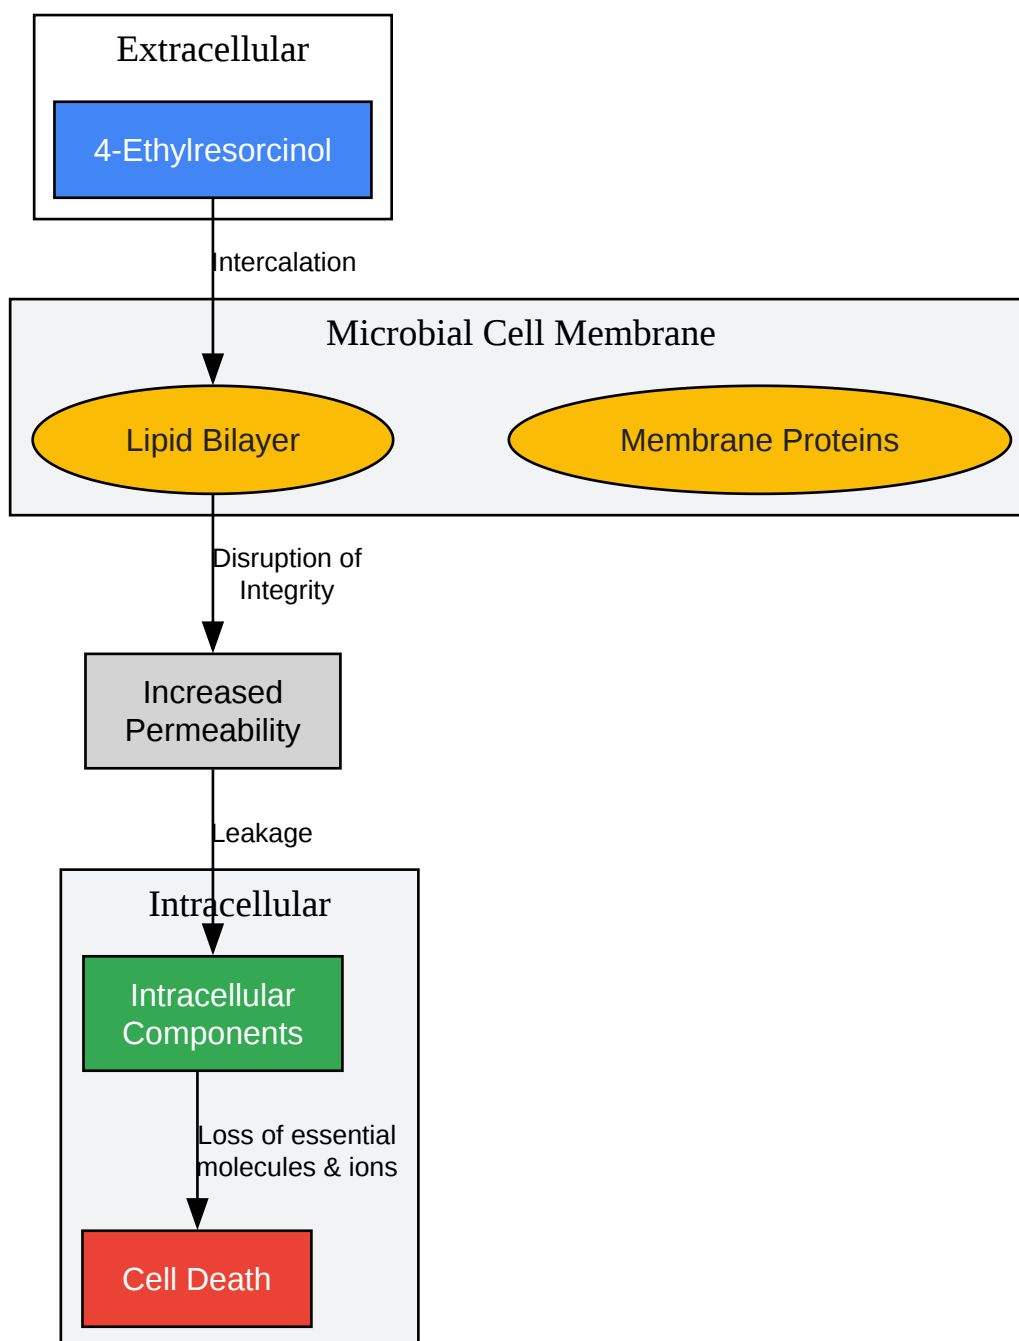 Extracellular
4-Ethylresorcinol
Intercalation
Microbial Cell Membrane
Lipid Bilayer
Membrane Proteins
Disruption of
Integrity
Increased
Permeability
Leakage
Intracellular
Intracellular
Components
Loss of essential
molecules & ions
Cell Death